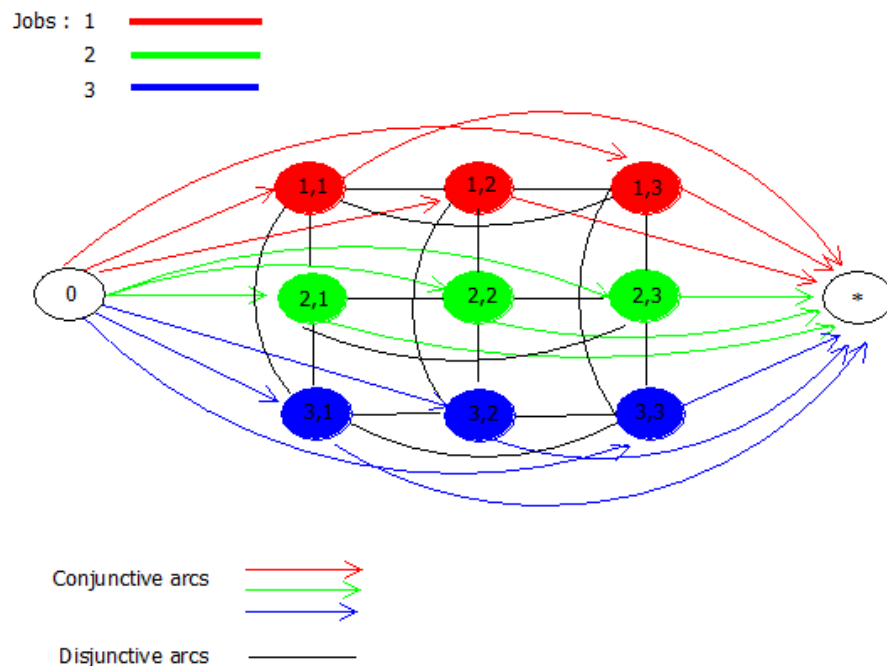 Jobs : 1
2
3
1,1 1,2 1,3
0 2,1 2,2 2,3 *
3,1 3,2 3,3
Conjunctive arcs
Disjunctive arcs